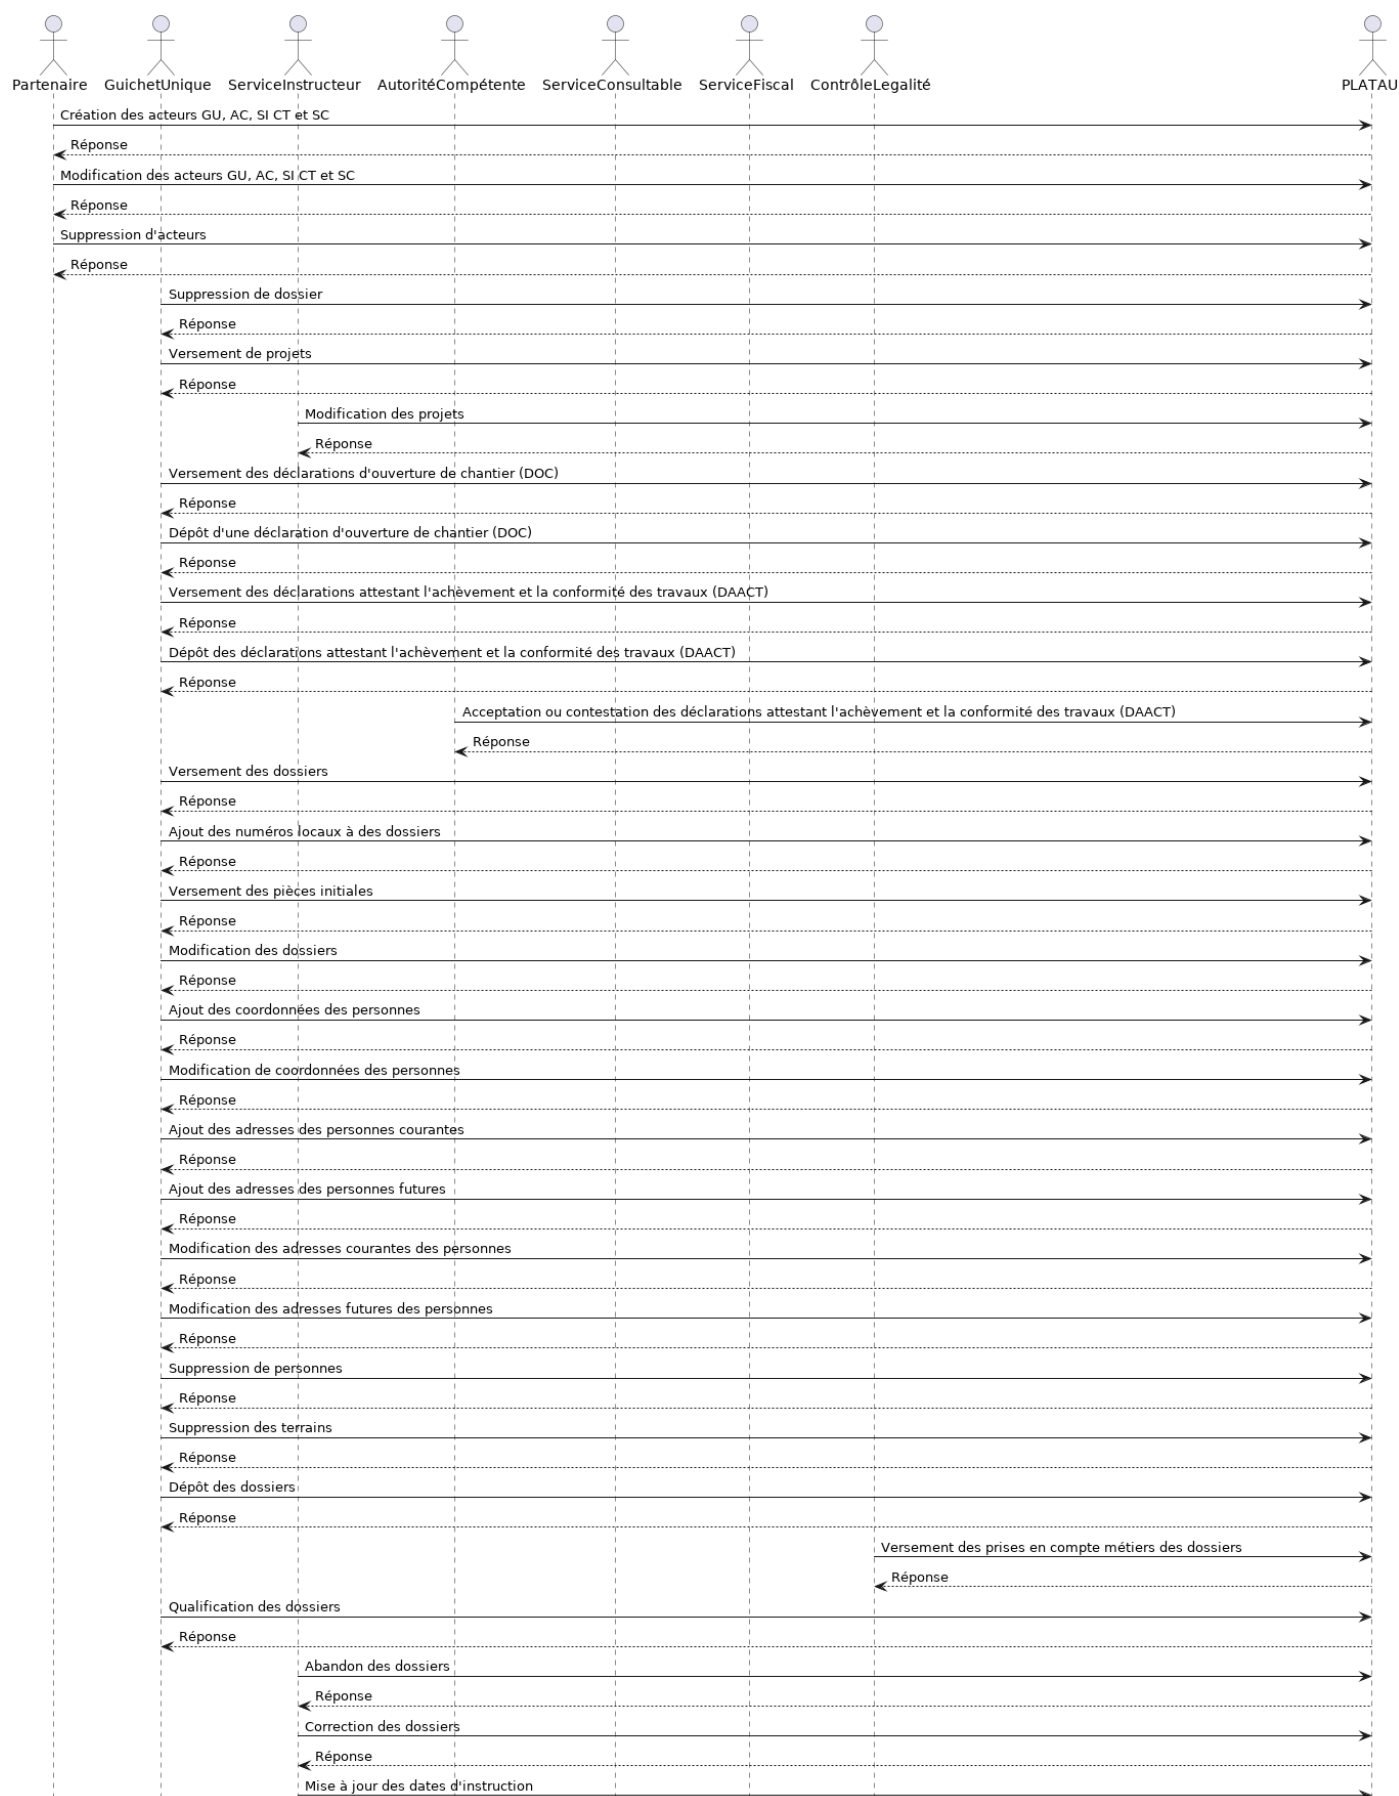 Partenaire GuichetUnique ServiceInstructeur AutoritéCompétente ServiceConsultable ServiceFiscal ContrôleLegalité PLATAU
Création des acteurs GU, AC, SI CT et SC
Réponse
Modification des acteurs GU, AC, SI CT et SC
Réponse
Suppression d'acteurs
Réponse
Suppression de dossier
Réponse
Versement de projets
Réponse
Modification des projets
Réponse
Versement des déclarations d'ouverture de chantier (DOC)
Réponse
Dépôt d'une déclaration d'ouverture de chantier (DOC)
Réponse
Versement des déclarations attestant l'achèvement et la conformité des travaux (DAACT)
Réponse
Dépôt des déclarations attestant l'achèvement et la conformité des travaux (DAACT)
Réponse
Acceptation ou contestation des déclarations attestant l'achèvement et la conformité des travaux (DAACT)
Réponse
Versement des dossiers
Réponse
Ajout des numéros locaux à des dossiers
Réponse
Versement des pièces initiales
Réponse
Modification des dossiers
Réponse
Ajout des coordonnées des personnes
Réponse
Modification de coordonnées des personnes
Réponse
Ajout des adresses des personnes courantes
Réponse
Ajout des adresses des personnes futures
Réponse
Modification des adresses courantes des personnes
Réponse
Modification des adresses futures des personnes
Réponse
Suppression de personnes
Réponse
Suppression des terrains
Réponse
Dépôt des dossiers
Réponse
Versement des prises en compte métiers des dossiers
Réponse
Qualification des dossiers
Réponse
Abandon des dossiers
Réponse
Correction des dossiers
Réponse
Mise à jour des dates d'instruction